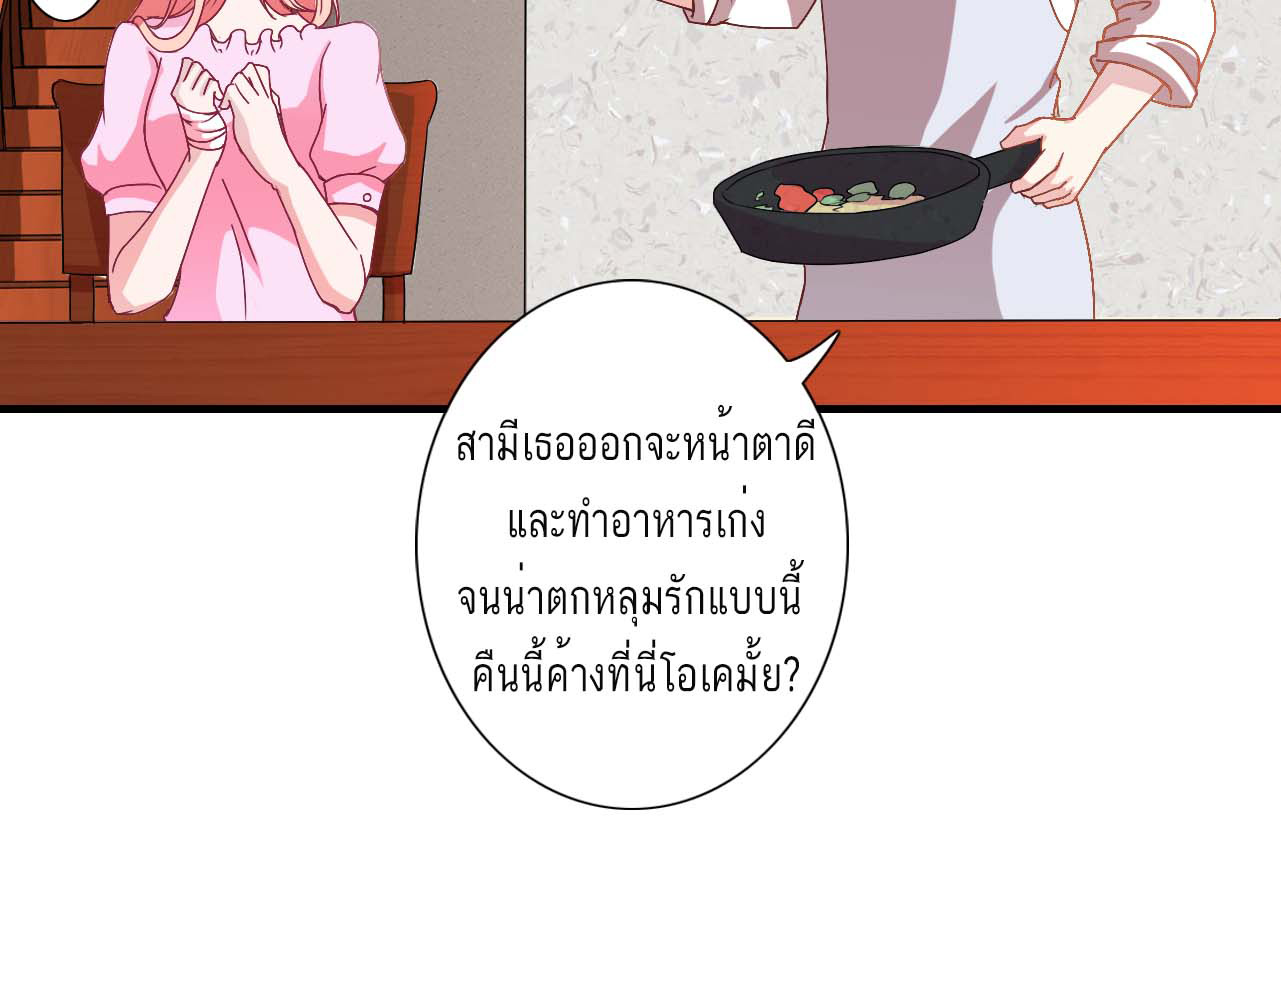 สามีเธอออกจะหน้าตาดี
และทำอาหารเก่ง
จนน่าตกหลุมรักแบบนี้
คืนนี้ค้างที่นี่โอเคมั้ย?